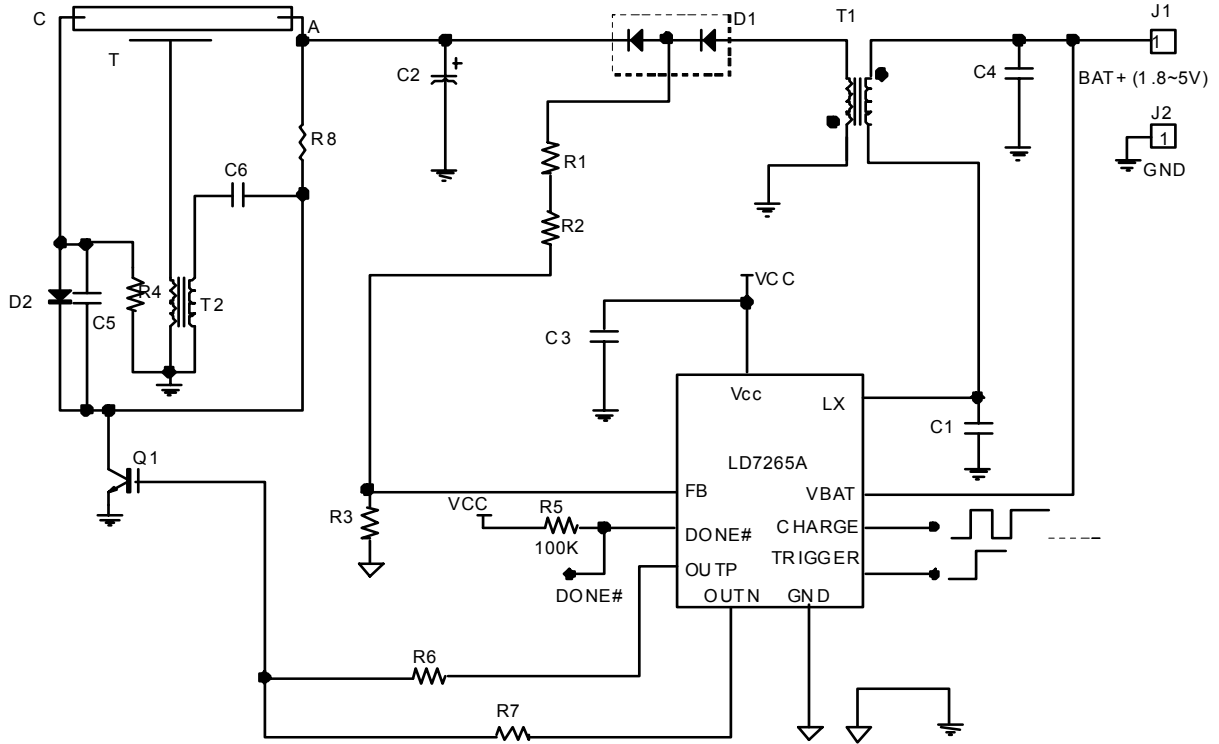 C
A
T
D1
T1
J1
1
C2
C4
BAT+ (1.8~5V)
J2
1
GND
R8
R1
C6
R2
D2
R4
C5
T2
VCC
C3
Vcc
LX
C1
LD7265A
Q1
FB
VBAT
VCC
R5
R3
100K
DONE#
CHARGE
TRIGGER
OUTP
DONE#
OUTN
GND
R6
R7